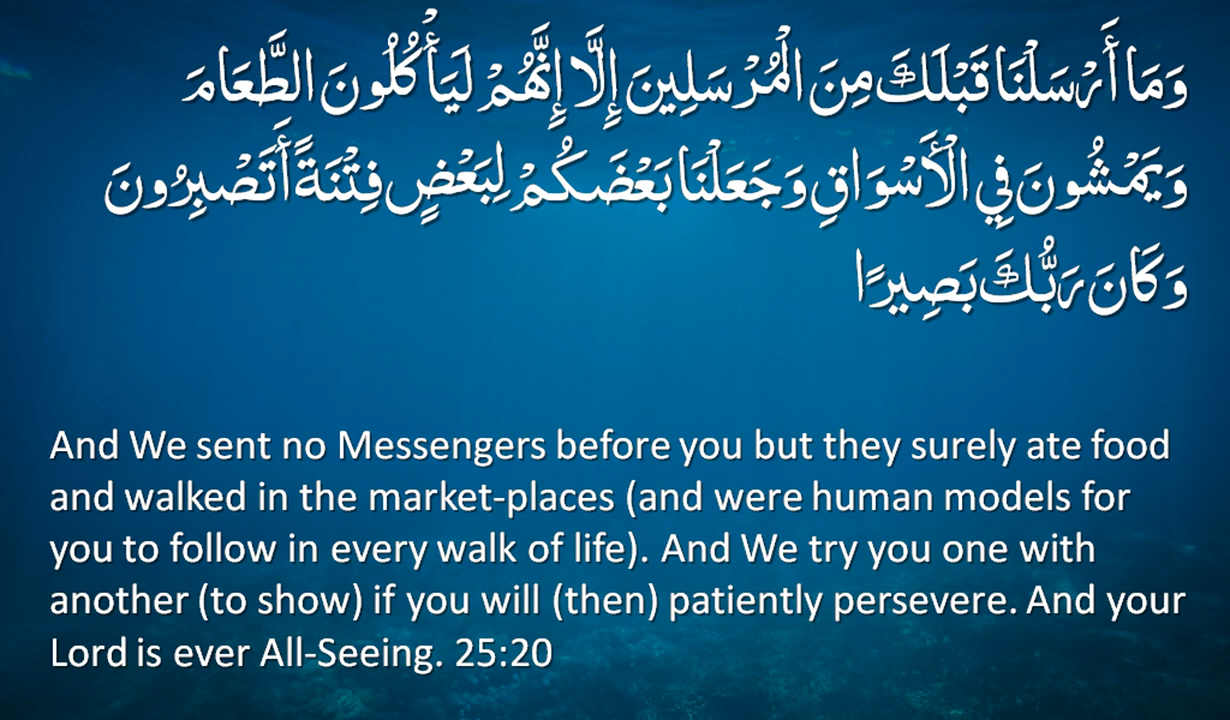 وَمَا أَرْسَلْنَا قَبْلَكَ مِنَ الْمُرْسَلِينَ إِلَّا إِنَّهُمْ لَيَأْكُلُونَ الطَّعَامَ
وَيَمْشُونَ فِي الْأَسْوَاقِ وَجَعَلْنَا بَعْضَكُمْ لِبَعْضٍ فِتْنَةً أَتَصْبِرُونَ
وَكَانَ رَبُّكَ بَصِيرًا
And We sent no Messengers before you but they surely ate food
and walked in the market-places (and were human models for
you to follow in every walk of life). And We try you one with
another (to show) if you will (then) patiently persevere. And your
Lord is ever All-Seeing. 25:20